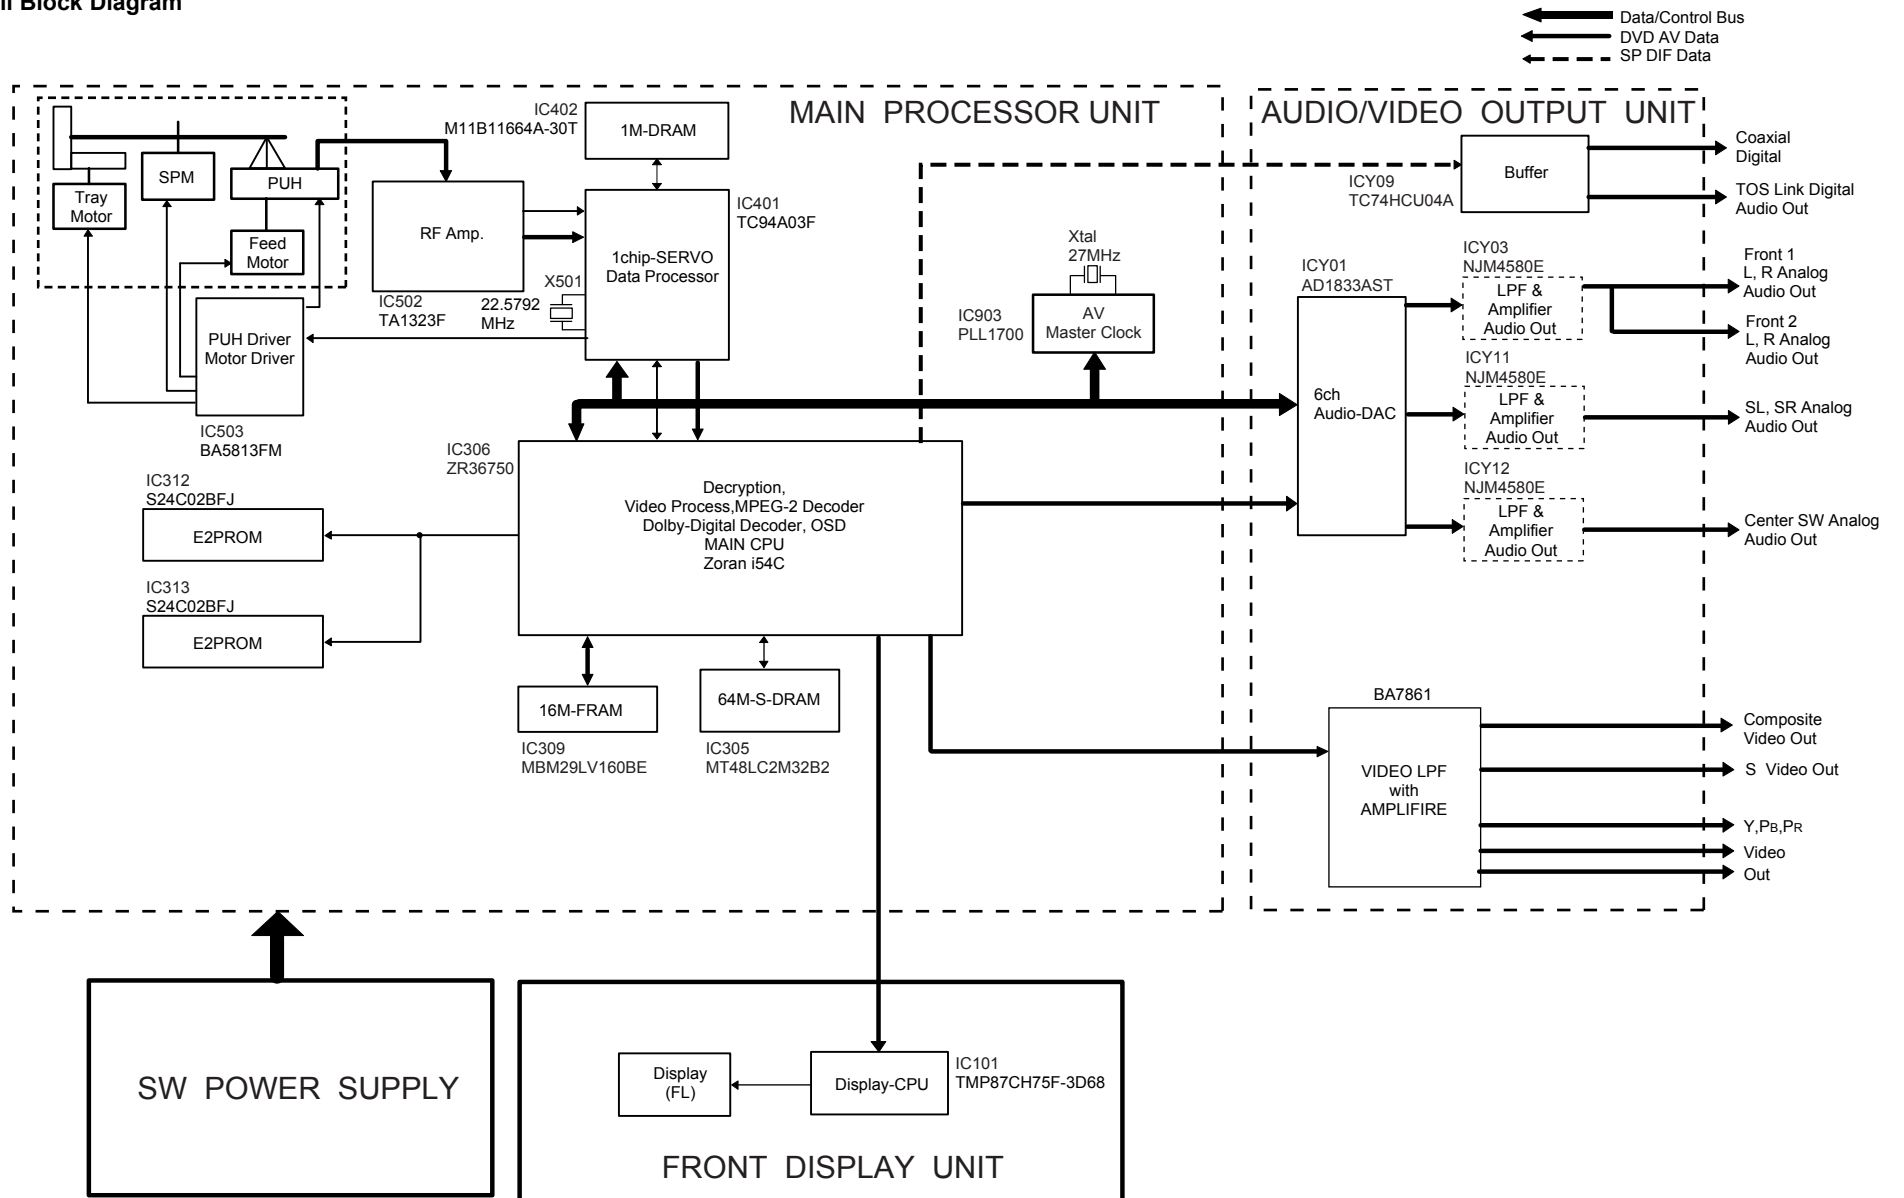 ll Block Diagram
Data/Control Bus
DVD AV Data
SP DIF Data
MAIN PROCESSOR UNIT
AUDIO/VIDEO OUTPUT UNIT
IC402
M11B11664A-30T
1M-DRAM
SPM
PUH
Tray
Motor
Feed
Motor
RF Amp.
IC502
TA1323F
IC401
TC94A03F
1chip-SERVO
Data Processor
X501
22.5792
MHz
PUH Driver
Motor Driver
IC503
BA5813FM
Xtal
27MHz
IC903
PLL1700
AV
Master Clock
ICY09
TC74HCU04A
Buffer
Coaxial
Digital
TOS Link Digital
Audio Out
ICY01
AD1833AST
6ch
Audio-DAC
ICY03
NJM4580E
LPF &
Amplifier
Audio Out
Front 1
L, R Analog
Audio Out
Front 2
L, R Analog
Audio Out
ICY11
NJM4580E
LPF &
Amplifier
Audio Out
SL, SR Analog
Audio Out
ICY12
NJM4580E
LPF &
Amplifier
Audio Out
Center SW Analog
Audio Out
IC306
ZR36750
Decryption,
Video Process,MPEG-2 Decoder
Dolby-Digital Decoder, OSD
MAIN CPU
Zoran i54C
IC312
S24C02BFJ
E2PROM
IC313
S24C02BFJ
E2PROM
16M-FRAM
IC309
MBM29LV160BE
64M-S-DRAM
IC305
MT48LC2M32B2
BA7861
VIDEO LPF
with
AMPLIFIRE
Composite
Video Out
S Video Out
Y,PB,PR
Video
Out
SW POWER SUPPLY
Display
(FL)
Display-CPU
IC101
TMP87CH75F-3D68
FRONT DISPLAY UNIT